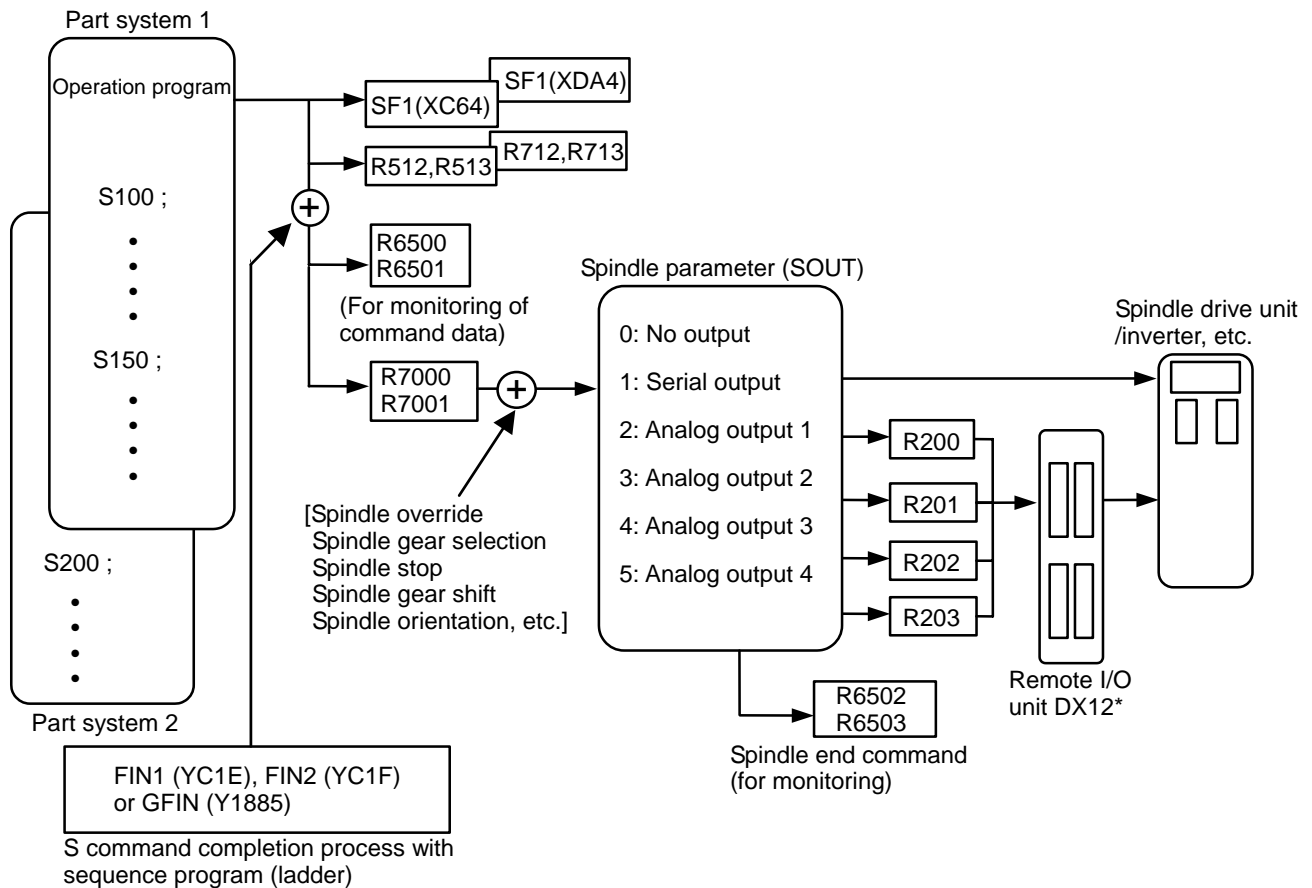 Part system 1
Operation program
S100 ;
S150 ;
S200 ;
Part system 2
SF1(XDA4)
SF1(XC64)
R712,R713
R512,R513
R6500
R6501
(For monitoring of
command data)
R7000
R7001
[Spindle override
Spindle gear selection
Spindle stop
Spindle gear shift
Spindle orientation, etc.]
Spindle parameter (SOUT)
0: No output
1: Serial output
2: Analog output 1
3: Analog output 2
4: Analog output 3
5: Analog output 4
R200
R201
R202
R203
Spindle drive unit
/inverter, etc.
Remote I/O
unit DX12*
R6502
R6503
Spindle end command
(for monitoring)
FIN1 (YC1E), FIN2 (YC1F)
or GFIN (Y1885)
S command completion process with
sequence program (ladder)